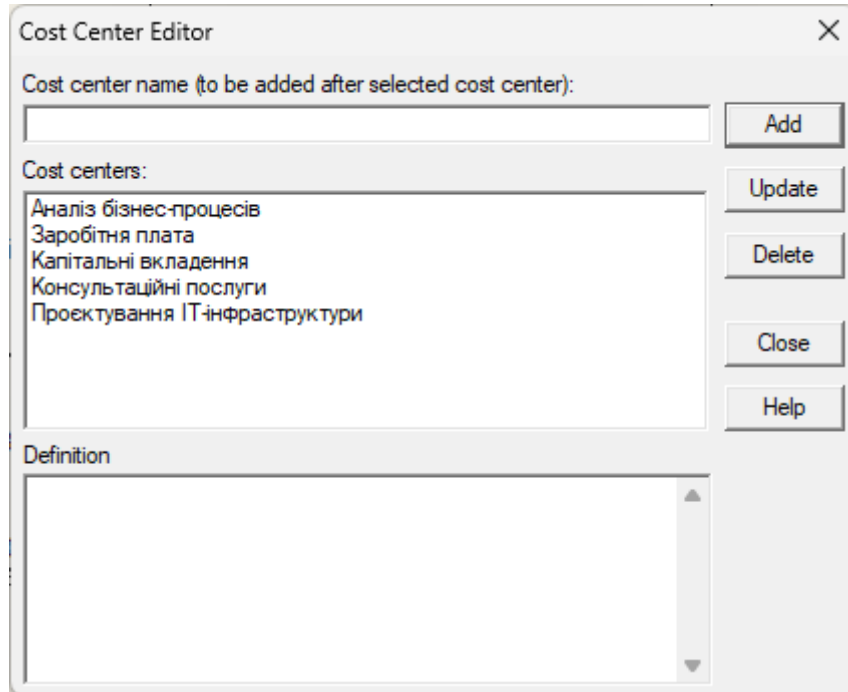 Cost Center Editor
Cost center name (to be added after selected cost center):
Add
Cost centers:
Update
Аналіз бізнес-процесів
Заробітна плата
Delete
Капітальні вкладення
Консультаційні послуги
Проєктування ІТ-інфраструктури
Close
Help
Definition